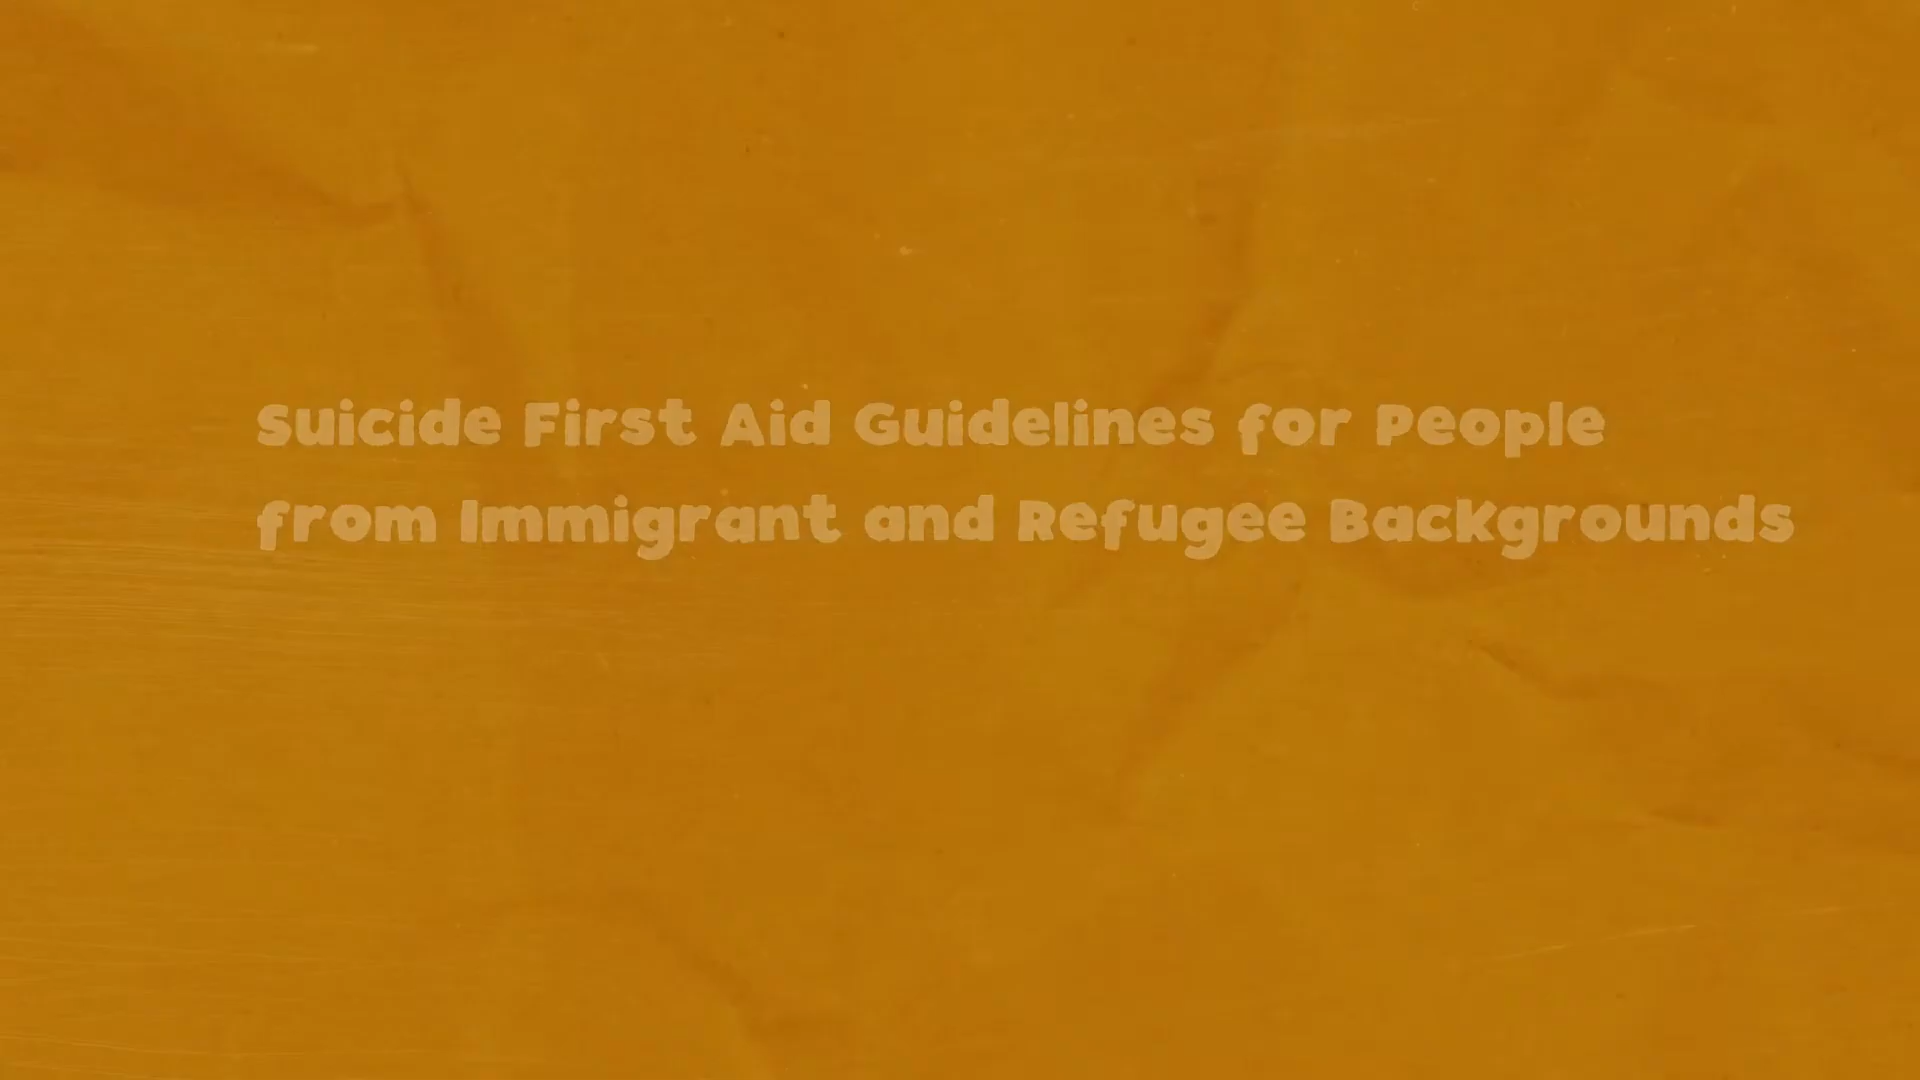 Suicide First Aid Guidelines for People
from Immigrant and Refugee Backgrounds